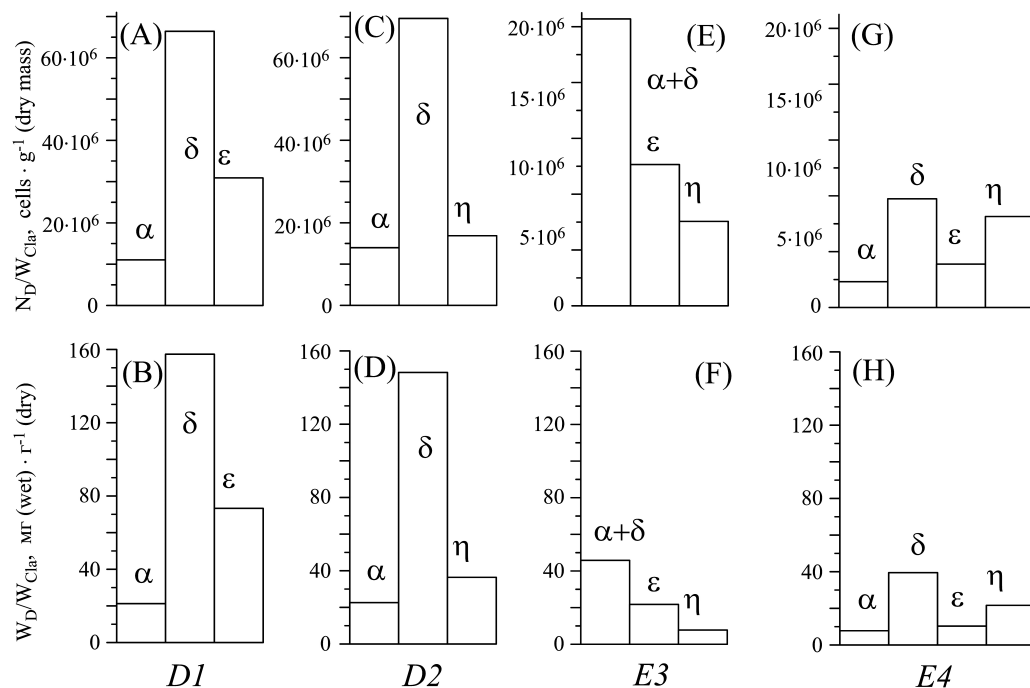 N_D/W_Cla, cells · g⁻¹ (dry mass)
(A)
60·10⁶
40·10⁶
20·10⁶
0
α
δ
ε
(C)
60·10⁶
40·10⁶
20·10⁶
0
α
δ
η
(E)
20·10⁶
15·10⁶
10·10⁶
5·10⁶
0
α+δ
ε
η
(G)
20·10⁶
15·10⁶
10·10⁶
5·10⁶
0
α
δ
ε
η
W_D/W_Cla, мг (wet) · г⁻¹ (dry)
(B)
160
120
80
40
0
α
δ
ε
D1
(D)
160
120
80
40
0
α
δ
η
D2
(F)
160
120
80
40
0
α+δ
ε
η
E3
(H)
160
120
80
40
0
α
δ
ε
η
E4